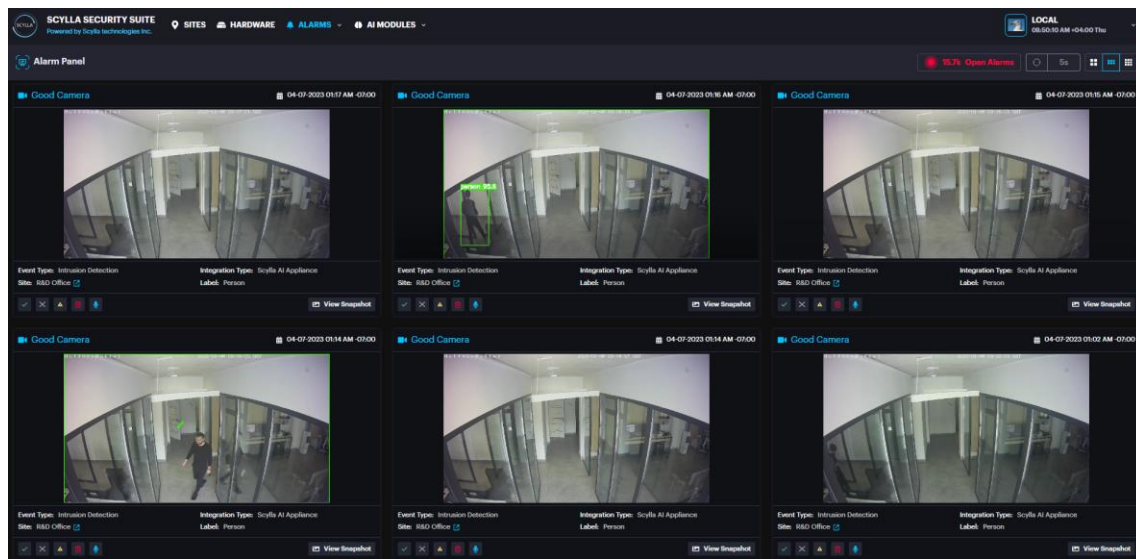 SCYLLA
SCYLLA SECURITY SUITE
Powered by Scylla technologies Inc.
SITES
HARDWARE
ALARMS
AI MODULES
LOCAL
08:50:10 AM +04:00 Thu
Alarm Panel
15.7k Open Alarms
5s
Good Camera
04-07-2023 01:17 AM -07:00
Event Type: Intrusion Detection
Integration Type: Scylla AI Appliance
Site: R&D Office
Label: Person
View Snapshot
Good Camera
04-07-2023 01:16 AM -07:00
Event Type: Intrusion Detection
Integration Type: Scylla AI Appliance
Site: R&D Office
Label: Person
View Snapshot
person
Good Camera
04-07-2023 01:15 AM -07:00
Event Type: Intrusion Detection
Integration Type: Scylla AI Appliance
Site: R&D Office
Label: Person
View Snapshot
Good Camera
04-07-2023 01:14 AM -07:00
Event Type: Intrusion Detection
Integration Type: Scylla AI Appliance
Site: R&D Office
Label: Person
View Snapshot
Good Camera
04-07-2023 01:14 AM -07:00
Event Type: Intrusion Detection
Integration Type: Scylla AI Appliance
Site: R&D Office
Label: Person
View Snapshot
Good Camera
04-07-2023 01:02 AM -07:00
Event Type: Intrusion Detection
Integration Type: Scylla AI Appliance
Site: R&D Office
Label: Person
View Snapshot